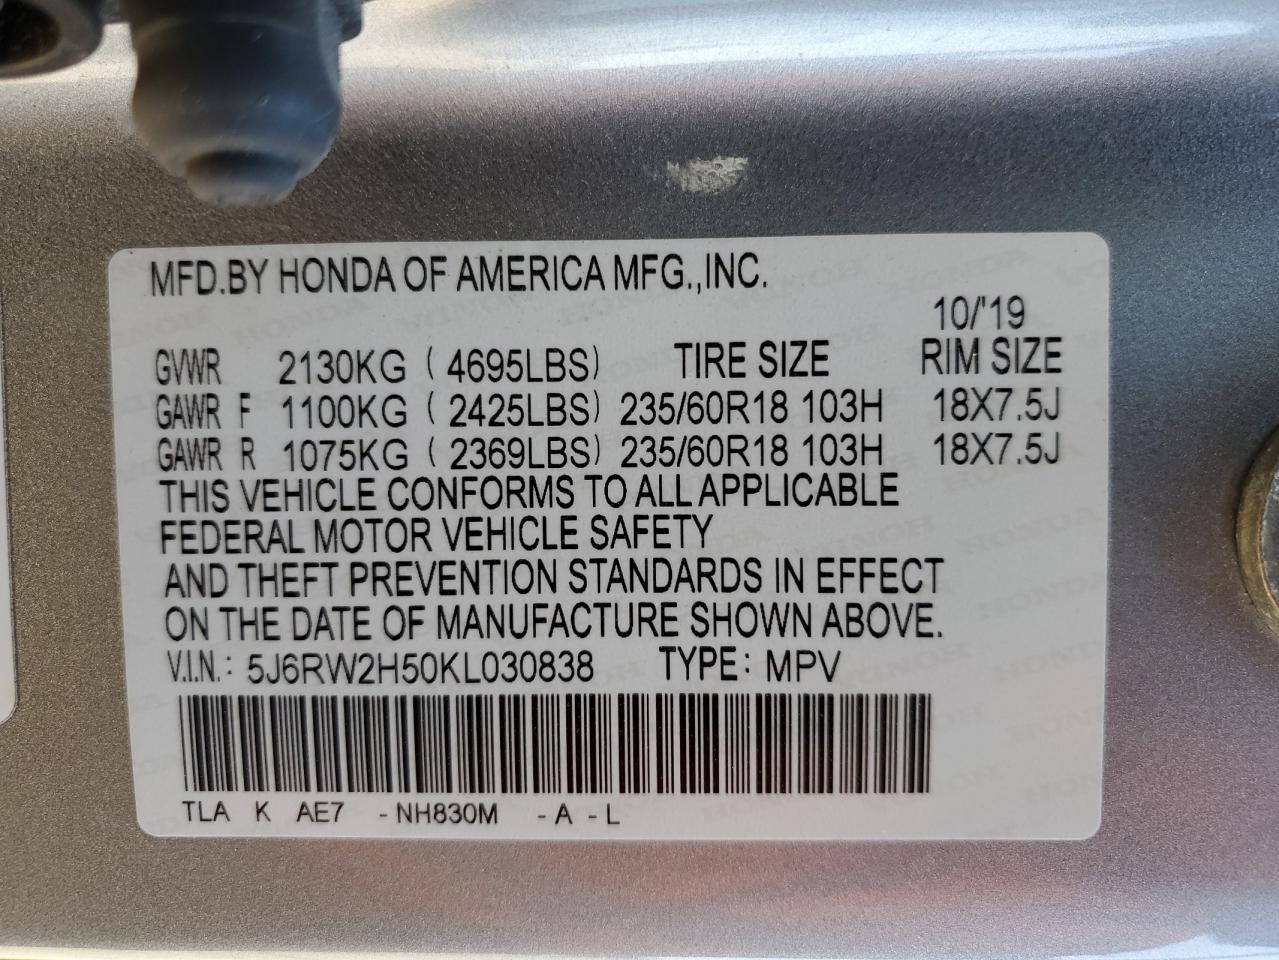 MFD.BY HONDA OF AMERICA MFG.,INC.
10/'19
GVWR 2130KG ( 4695LBS) TIRE SIZE RIM SIZE
GAWR F 1100KG ( 2425LBS) 235/60R18 103H 18X7.5J
GAWR R 1075KG ( 2369LBS) 235/60R18 103H 18X7.5J
THIS VEHICLE CONFORMS TO ALL APPLICABLE
FEDERAL MOTOR VEHICLE SAFETY
AND THEFT PREVENTION STANDARDS IN EFFECT
ON THE DATE OF MANUFACTURE SHOWN ABOVE.
V.I.N.: 5J6RW2H50KL030838 TYPE: MPV
TLA K AE7 -NH830M -A -L